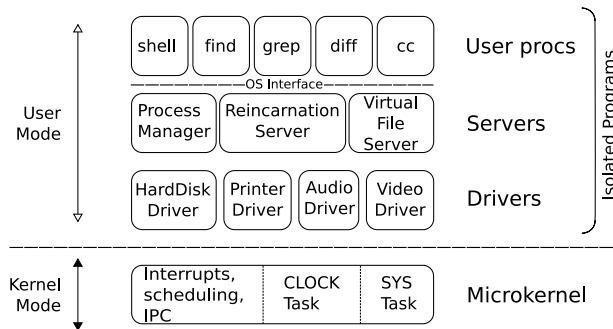 shell find grep diff cc User procs
OS Interface
Process Manager
Reincarnation Server
Virtual File Server
Servers
User Mode
HardDisk Driver
Printer Driver
Audio Driver
Video Driver
Drivers
Isolated Programs
Kernel Mode
Interrupts, scheduling, IPC
CLOCK Task
SYS Task
Microkernel